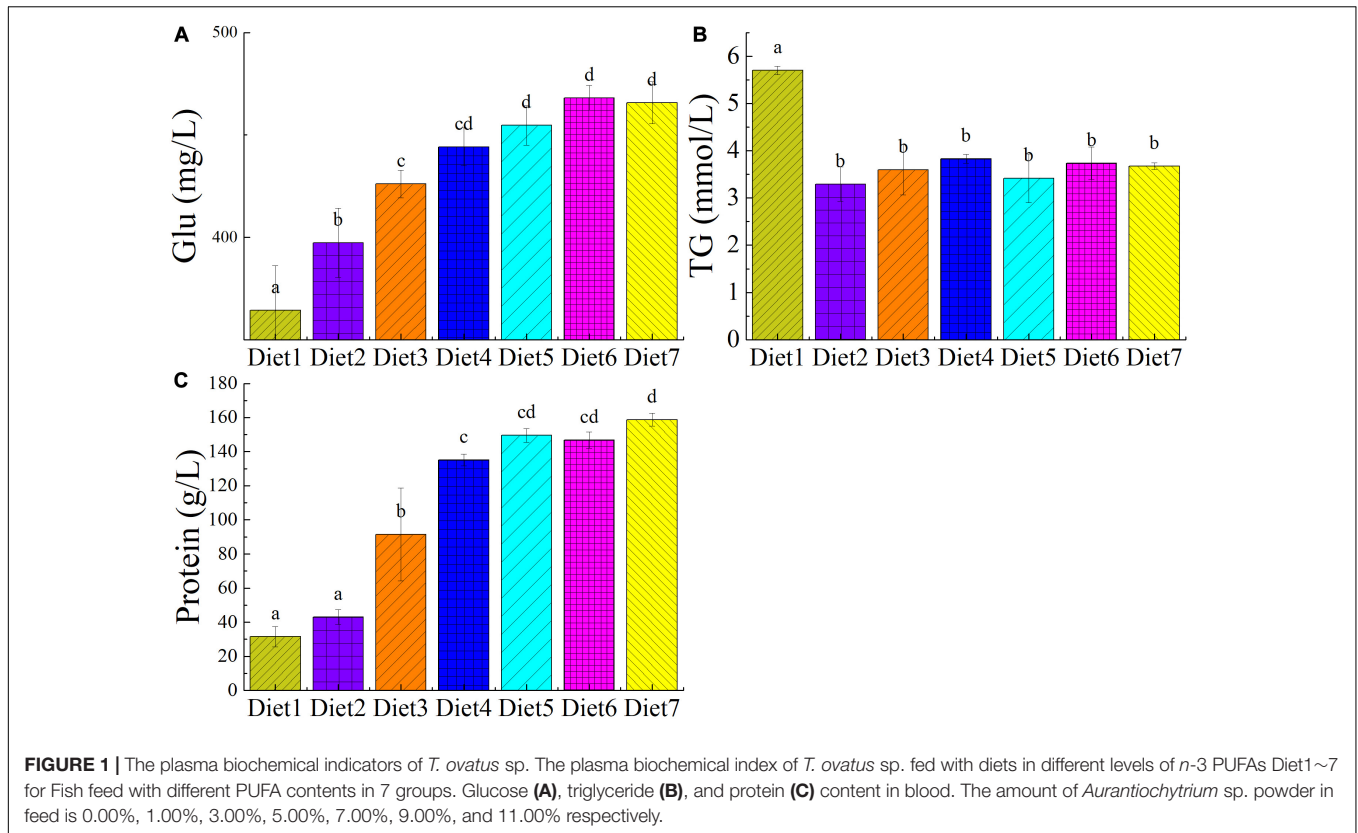 A
500
400
Glu (mg/L)
a
b
c
cd
d
d
d
Diet1 Diet2 Diet3 Diet4 Diet5 Diet6 Diet7
B
6
5
4
3
2
1
0
TG (mmol/L)
a
b
b
b
b
b
b
Diet1 Diet2 Diet3 Diet4 Diet5 Diet6 Diet7
C
180
160
140
120
100
80
60
40
20
0
Protein (g/L)
a
a
b
c
cd
cd
d
Diet1 Diet2 Diet3 Diet4 Diet5 Diet6 Diet7
FIGURE 1 | The plasma biochemical indicators of T. ovatus sp. The plasma biochemical index of T. ovatus sp. fed with diets in different levels of n-3 PUFAs Diet1~7
for Fish feed with different PUFA contents in 7 groups. Glucose (A), triglyceride (B), and protein (C) content in blood. The amount of Aurantiochytrium sp. powder in
feed is 0.00%, 1.00%, 3.00%, 5.00%, 7.00%, 9.00%, and 11.00% respectively.